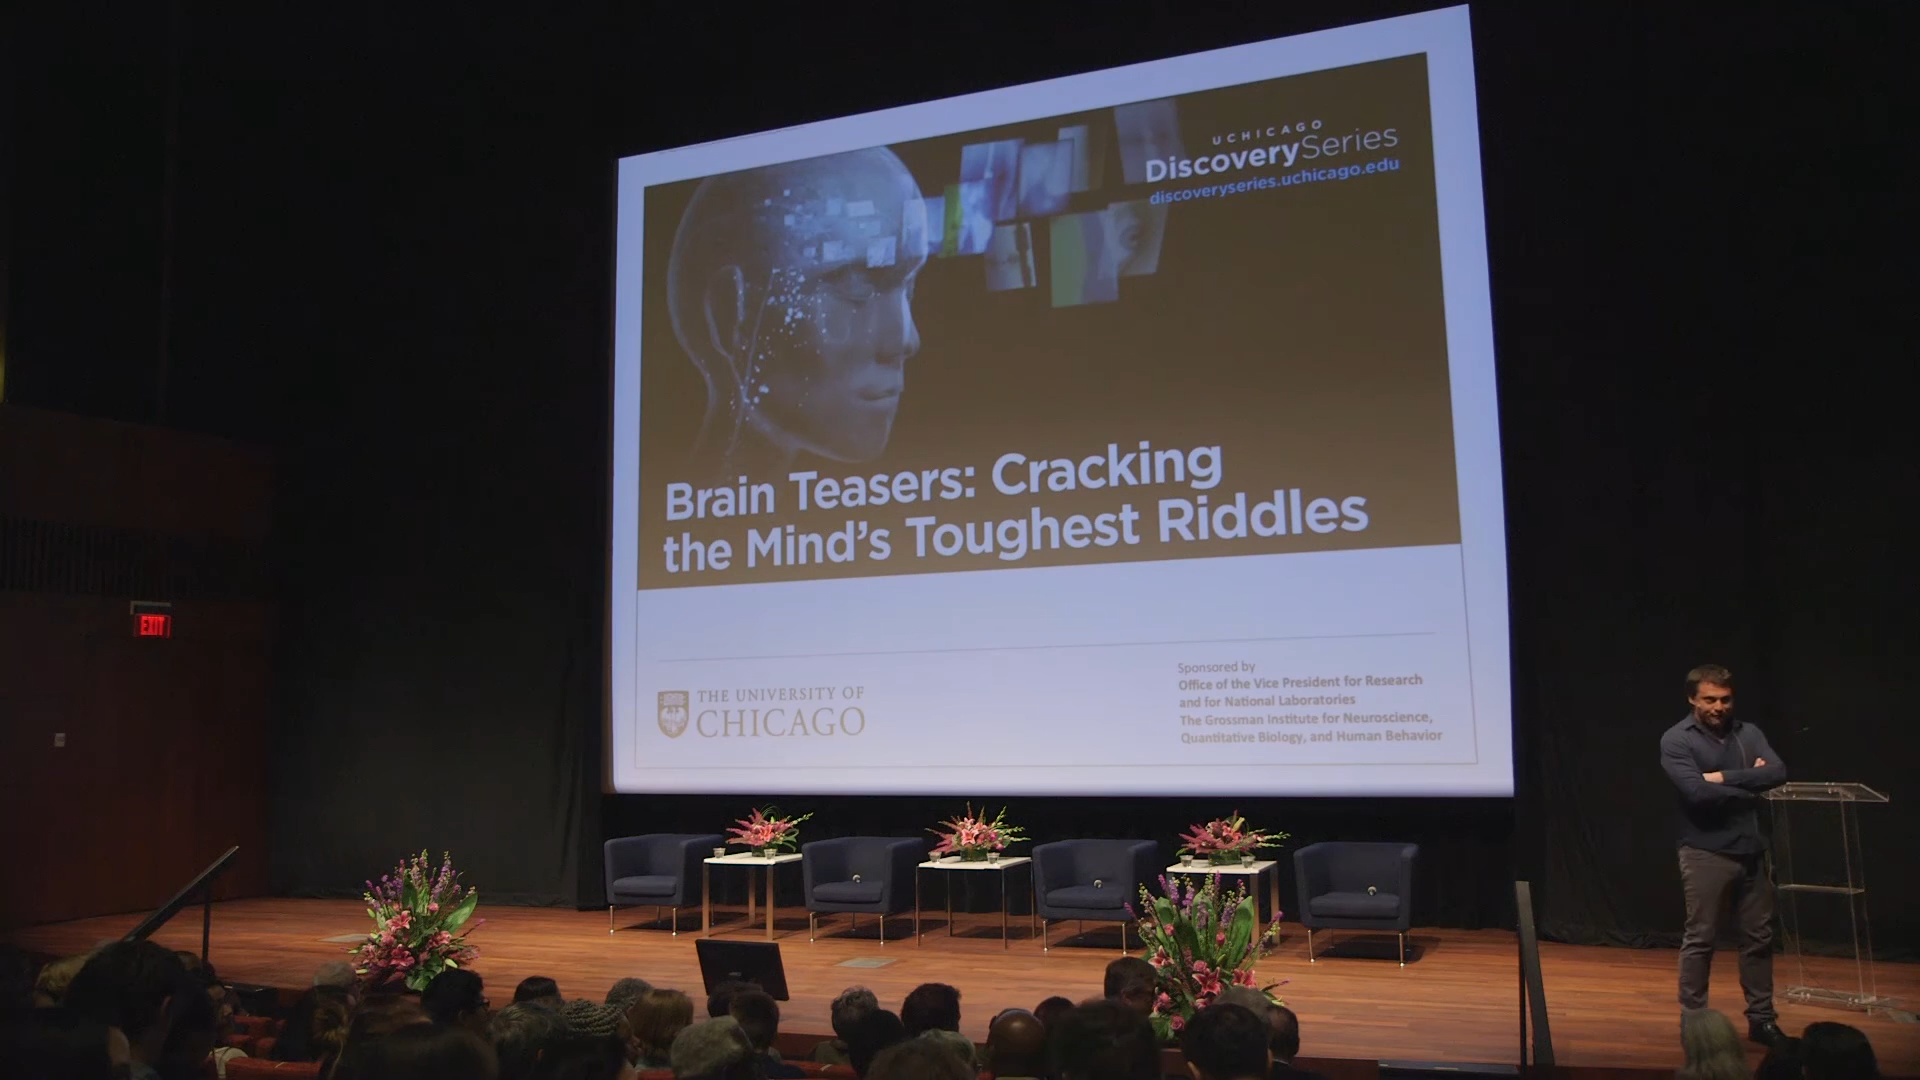 UCHICAGO
DiscoverySeries
discoveryseries.uchicago.edu
Brain Teasers: Cracking
the Mind's Toughest Riddles
THE UNIVERSITY OF
CHICAGO
Sponsored by
Office of the Vice President for Research
and for National Laboratories
The Grossman Institute for Neuroscience,
Quantitative Biology, and Human Behavior
EXIT